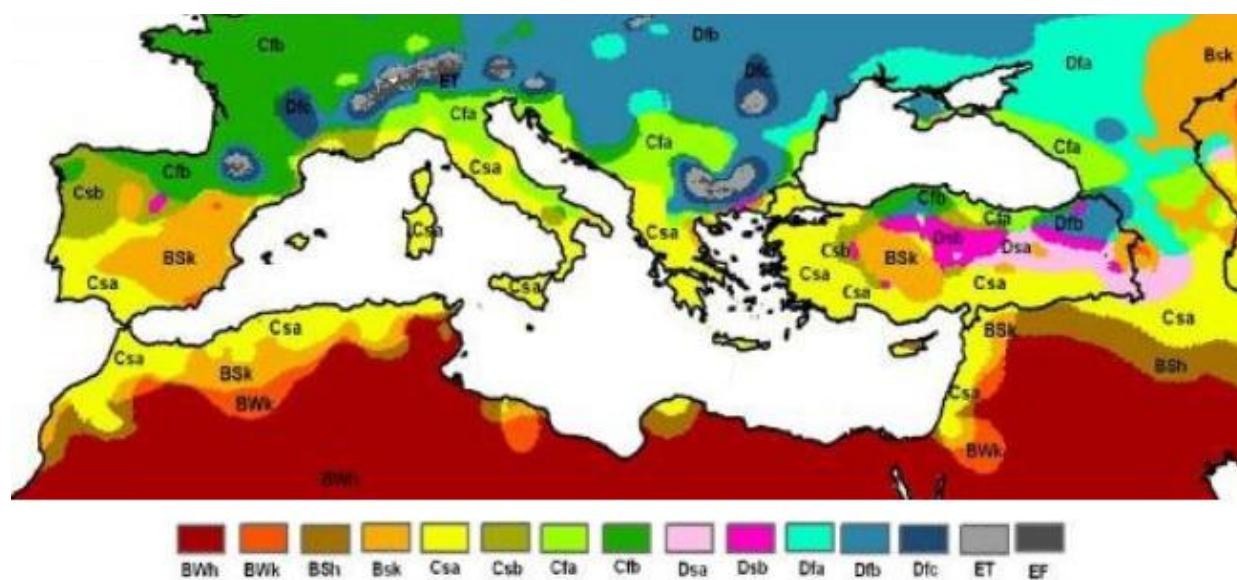 Cfb
Dfb
Bsk
Dfc
Dfa
ET
Dfc
Cfa
Cfa
Cfb
Csb
Csa
Cfb
Cfa
Dfb
BSk
Csa
Csa
Csb
Dsb
Dsa
BSk
Csa
Csa
Csa
Csa
Csa
Csa
Csa
BSk
Csa
BSk
BSh
Csa
BWk
BWk
BWh
BWh BWk BSh Bsk Csa Csb Cfa Cfb Dsa Dsb Dfa Dfb Dfc ET EF